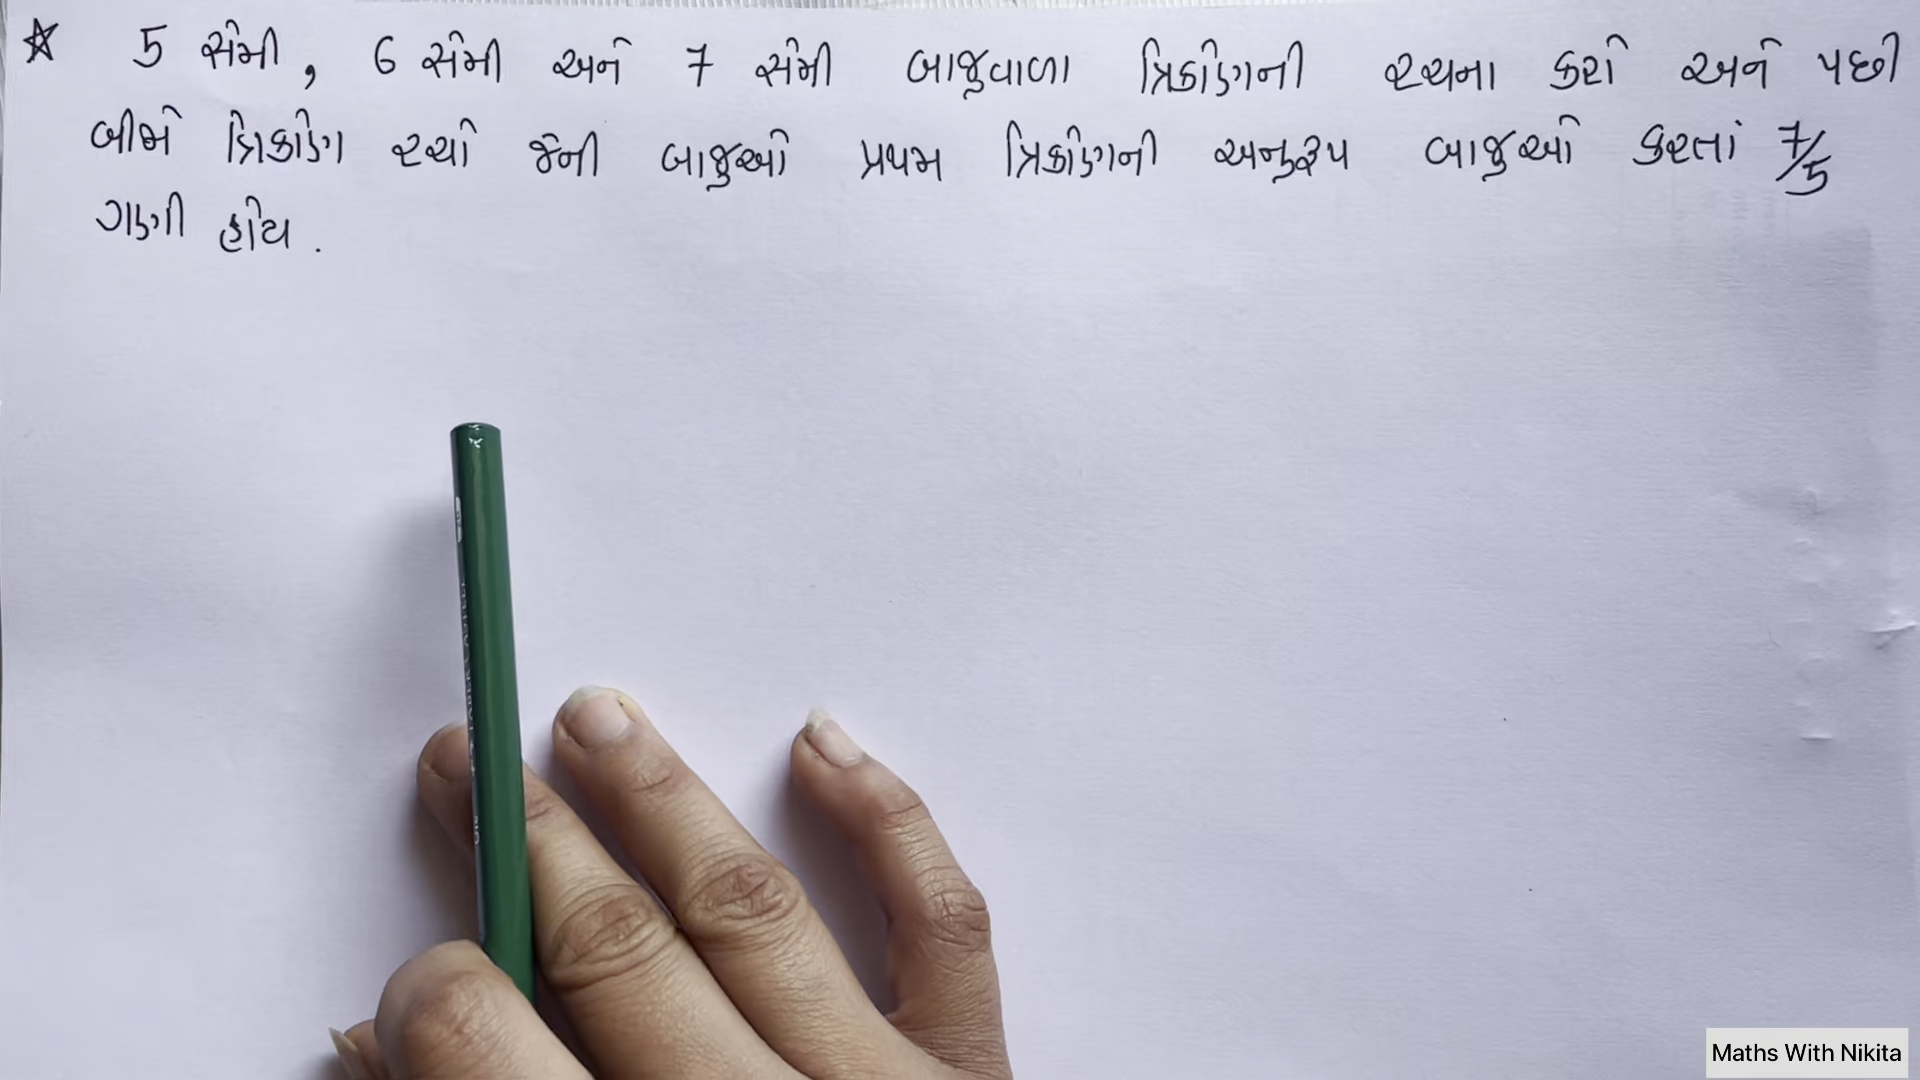 ☆ 5 સેમી, 6 સેમી અને 7 સેમી બાજુવાળા ત્રિકોણની રચના કરો અને પછી
બીજો ત્રિકોણ રચો જેની બાજુઓ પ્રથમ ત્રિકોણની અનુરૂપ બાજુઓ કરતાં 7/5
ગણી હોય.
Maths With Nikita